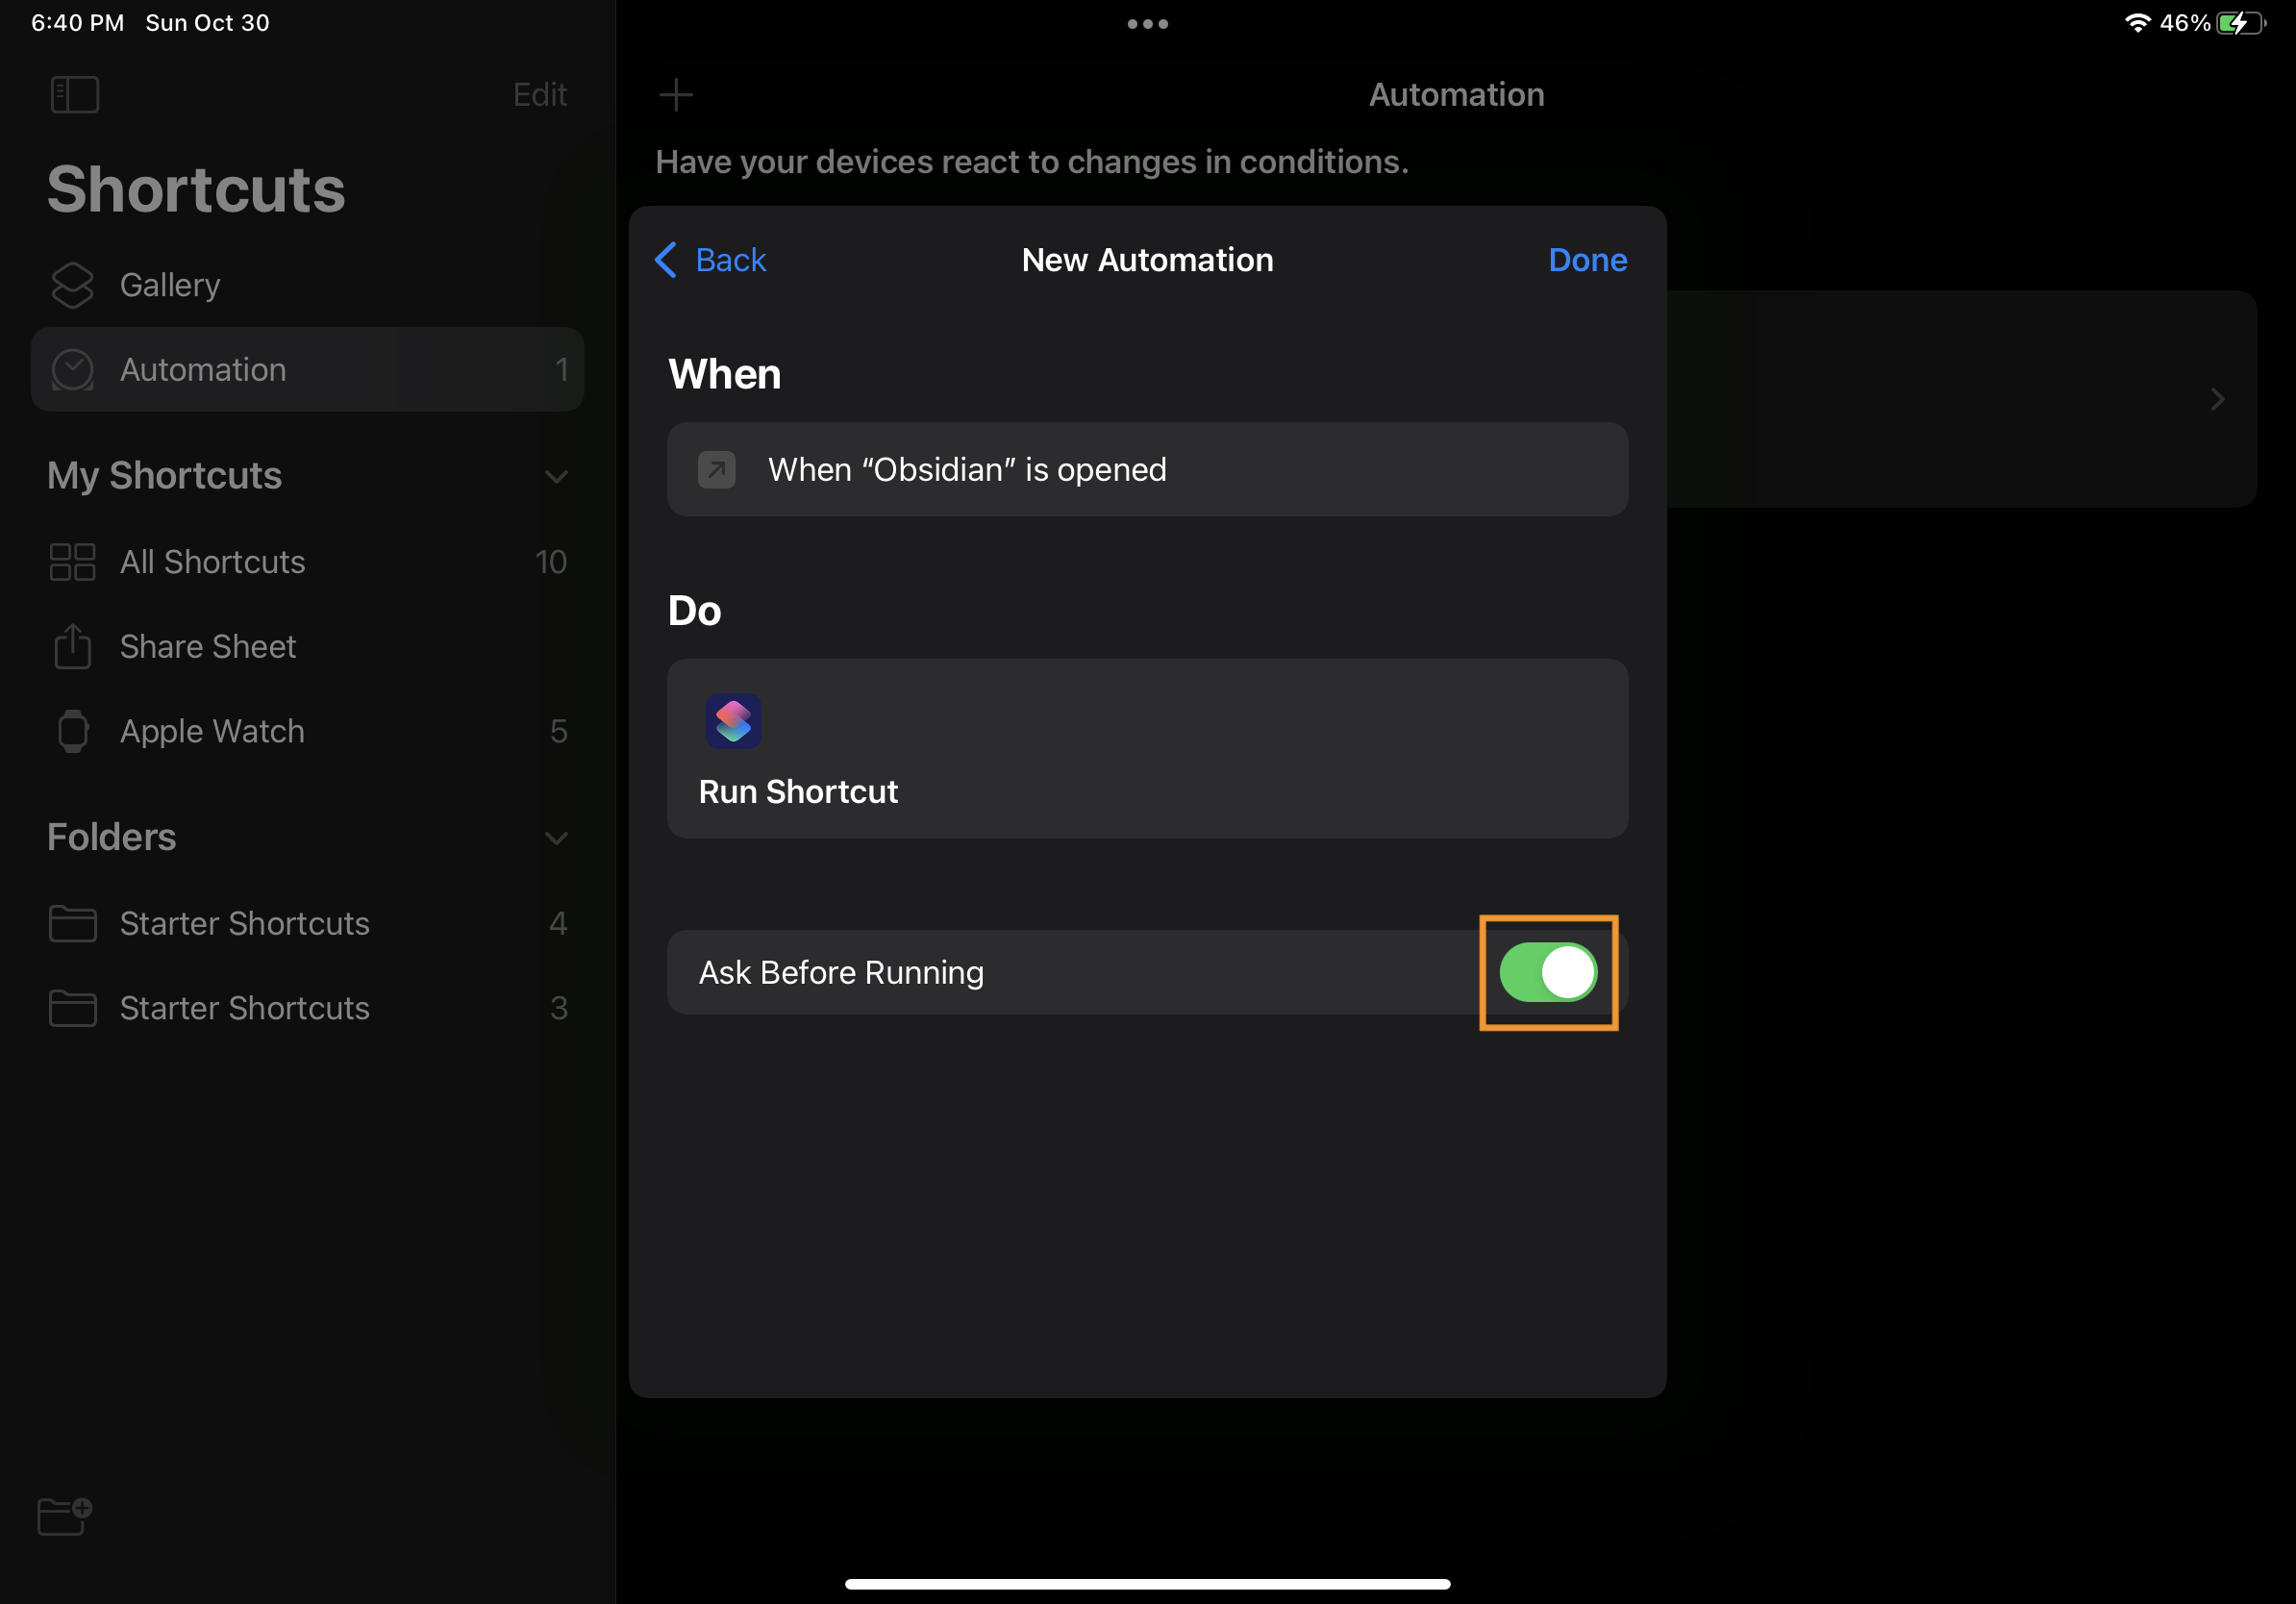 6:40 PM Sun Oct 30
46%
Edit
Shortcuts
Gallery
Automation 1
My Shortcuts
All Shortcuts 10
Share Sheet
Apple Watch 5
Folders
Starter Shortcuts 4
Starter Shortcuts 3
Automation
Have your devices react to changes in conditions.
Back New Automation Done
When
When “Obsidian” is opened
Do
Run Shortcut
Ask Before Running